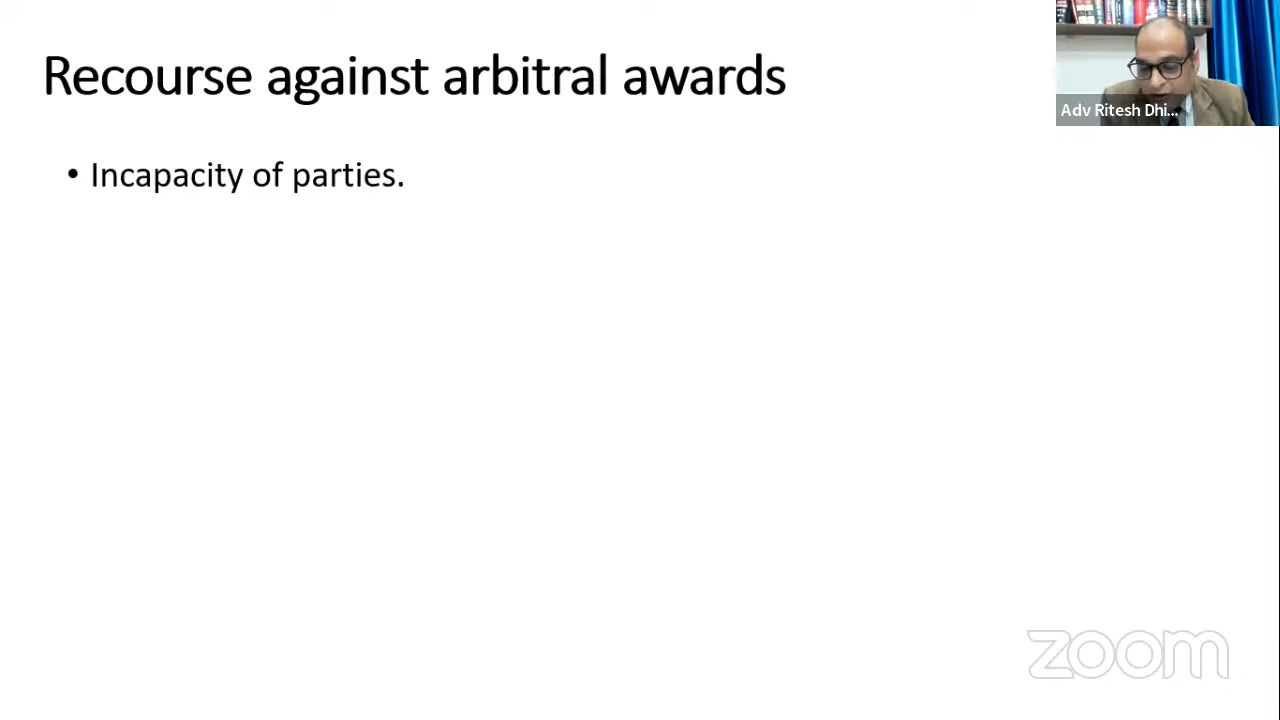 Recourse against arbitral awards
Adv Ritesh Dhi...
• Incapacity of parties.
zoom